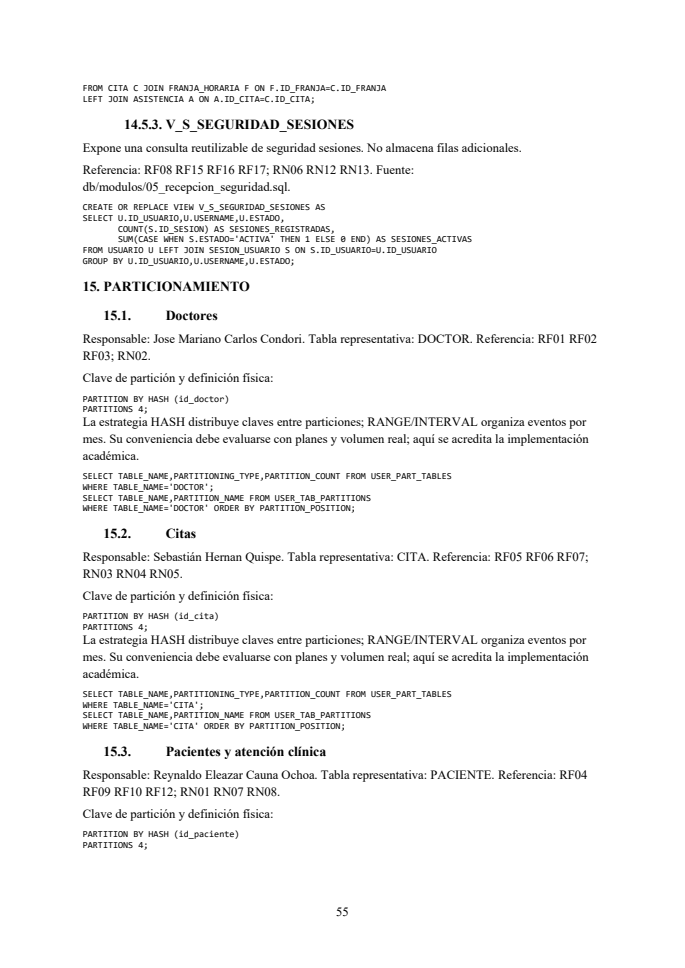 FROM CITA C JOIN FRANJA_HORARIA F ON F.ID_FRANJA=C.ID_FRANJA
LEFT JOIN ASISTENCIA A ON A.ID_CITA=C.ID_CITA;
14.5.3. V_S_SEGURIDAD_SESIONES
Expone una consulta reutilizable de seguridad sesiones. No almacena filas adicionales.
Referencia: RF08 RF15 RF16 RF17; RN06 RN12 RN13. Fuente:
db/modulos/05_recepcion_seguridad.sql.
CREATE OR REPLACE VIEW V_S_SEGURIDAD_SESIONES AS
SELECT U.ID_USUARIO,U.USERNAME,U.ESTADO,
COUNT(S.ID_SESION) AS SESIONES_REGISTRADAS,
SUM(CASE WHEN S.ESTADO='ACTIVA' THEN 1 ELSE 0 END) AS SESIONES_ACTIVAS
FROM USUARIO U LEFT JOIN SESION_USUARIO S ON S.ID_USUARIO=U.ID_USUARIO
GROUP BY U.ID_USUARIO,U.USERNAME,U.ESTADO;
15. PARTICIONAMIENTO
15.1. Doctores
Responsable: Jose Mariano Carlos Condori. Tabla representativa: DOCTOR. Referencia: RF01 RF02
RF03; RN02.
Clave de partición y definición física:
PARTITION BY HASH (id_doctor)
PARTITIONS 4;
La estrategia HASH distribuye claves entre particiones; RANGE/INTERVAL organiza eventos por
mes. Su conveniencia debe evaluarse con planes y volumen real; aquí se acredita la implementación
académica.
SELECT TABLE_NAME,PARTITIONING_TYPE,PARTITION_COUNT FROM USER_PART_TABLES
WHERE TABLE_NAME='DOCTOR';
SELECT TABLE_NAME,PARTITION_NAME FROM USER_TAB_PARTITIONS
WHERE TABLE_NAME='DOCTOR' ORDER BY PARTITION_POSITION;
15.2. Citas
Responsable: Sebastián Hernan Quispe. Tabla representativa: CITA. Referencia: RF05 RF06 RF07;
RN03 RN04 RN05.
Clave de partición y definición física:
PARTITION BY HASH (id_cita)
PARTITIONS 4;
La estrategia HASH distribuye claves entre particiones; RANGE/INTERVAL organiza eventos por
mes. Su conveniencia debe evaluarse con planes y volumen real; aquí se acredita la implementación
académica.
SELECT TABLE_NAME,PARTITIONING_TYPE,PARTITION_COUNT FROM USER_PART_TABLES
WHERE TABLE_NAME='CITA';
SELECT TABLE_NAME,PARTITION_NAME FROM USER_TAB_PARTITIONS
WHERE TABLE_NAME='CITA' ORDER BY PARTITION_POSITION;
15.3. Pacientes y atención clínica
Responsable: Reynaldo Eleazar Cauna Ochoa. Tabla representativa: PACIENTE. Referencia: RF04
RF09 RF10 RF12; RN01 RN07 RN08.
Clave de partición y definición física:
PARTITION BY HASH (id_paciente)
PARTITIONS 4;
55